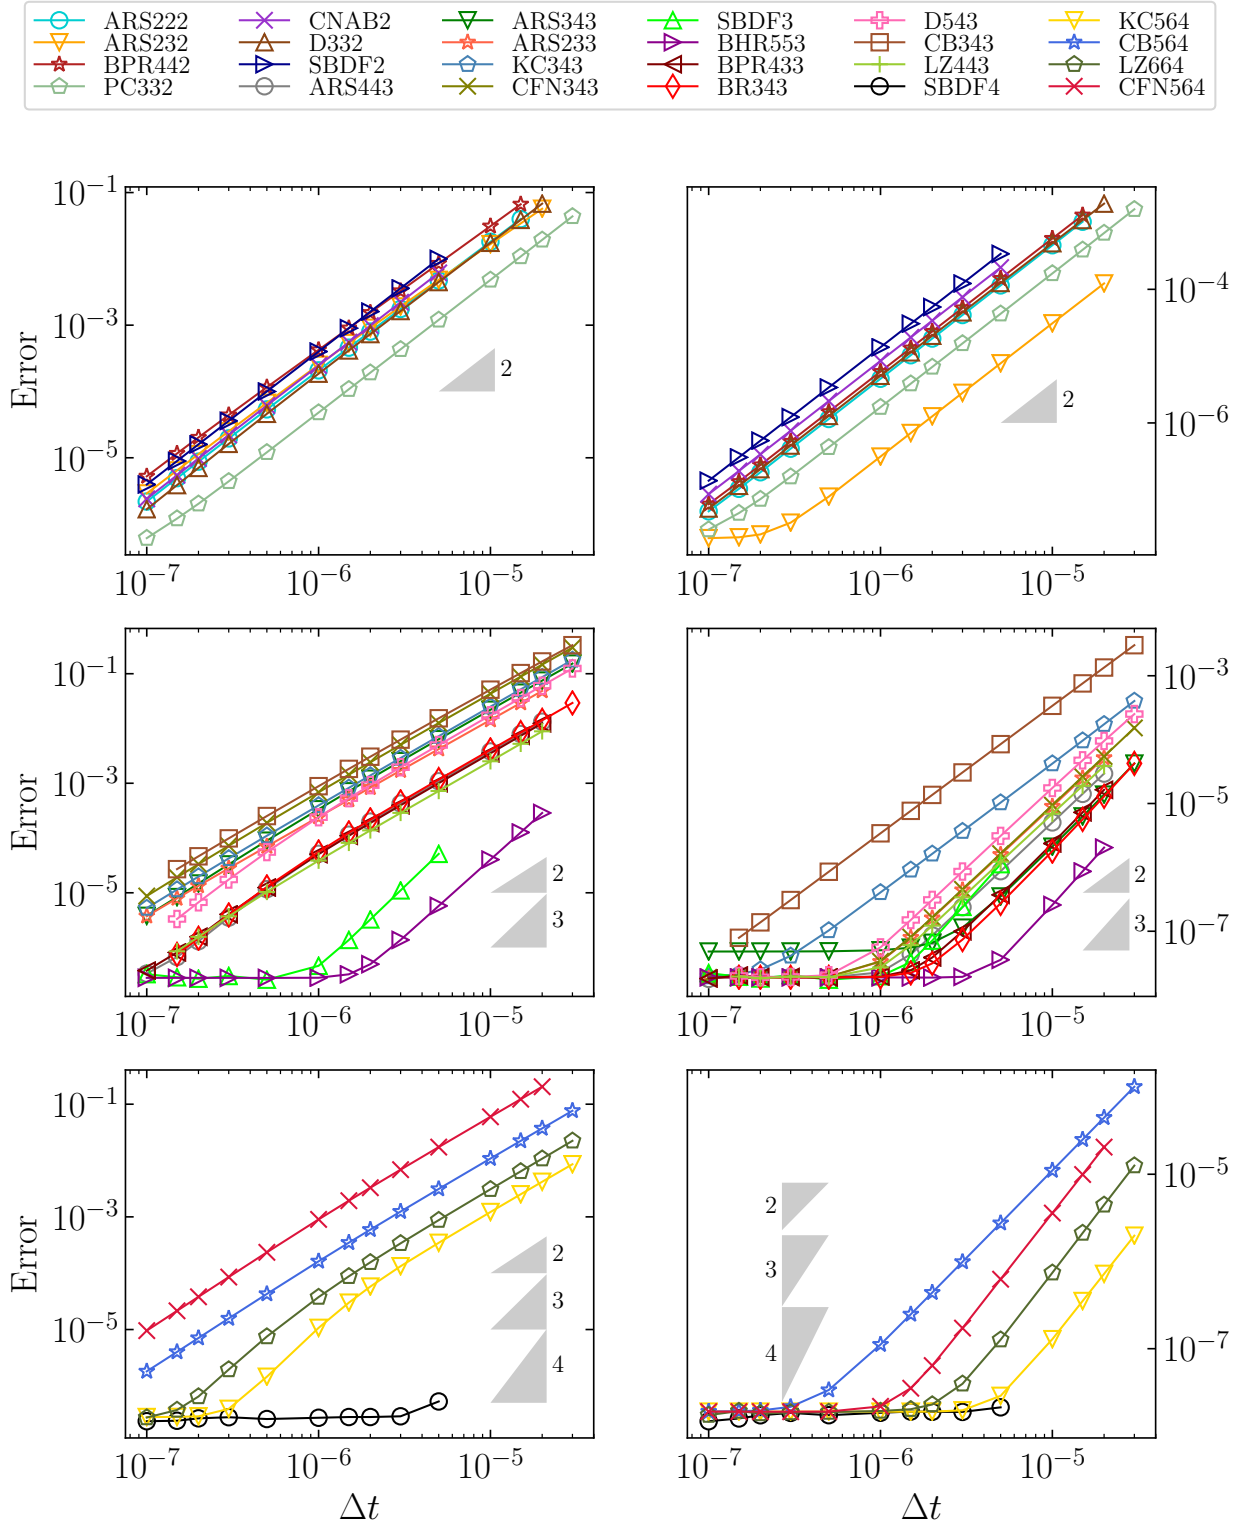 ARS222 CNAB2 ARS343 SBDF3 D543 KC564
ARS232 D332 ARS233 BHR553 CB343 CB564
BPR442 SBDF2 KC343 BPR433 LZ443 LZ664
PC332 ARS443 CFN343 BR343 SBDF4 CFN564
10⁻¹
10⁻³
10⁻⁵
Error
2
10⁻⁷ 10⁻⁶ 10⁻⁵
10⁻⁴
10⁻⁶
2
10⁻⁷ 10⁻⁶ 10⁻⁵
10⁻¹
10⁻³
10⁻⁵
Error
2
3
10⁻⁷ 10⁻⁶ 10⁻⁵
10⁻³
10⁻⁵
10⁻⁷
2
3
10⁻⁷ 10⁻⁶ 10⁻⁵
10⁻¹
10⁻³
10⁻⁵
Error
2
3
4
10⁻⁷ 10⁻⁶ 10⁻⁵
Δt
2
3
4
10⁻⁵
10⁻⁷
10⁻⁷ 10⁻⁶ 10⁻⁵
Δt